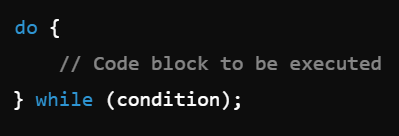 do {
    // Code block to be executed
} while (condition);